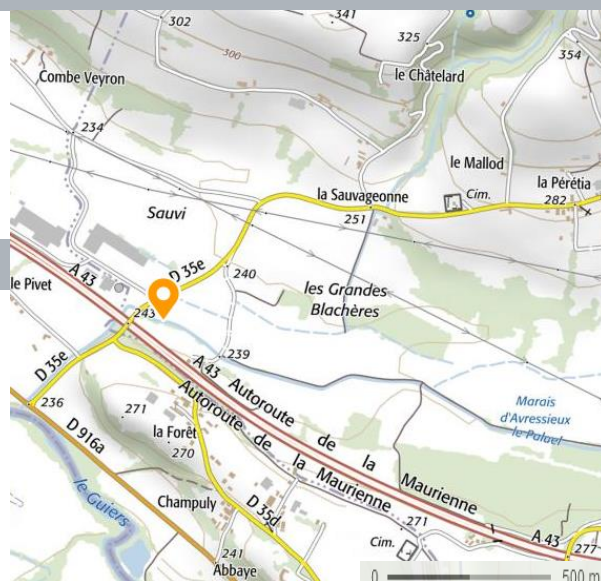 302
341
325
300
354
Combe Veyron
le Châtelard
234
le Mallod
la Sauvageonne
Cim.
la Pérétia
282
Sauvi
251
D 35e
240
A 43
les Grandes
Blachères
le Pivet
243
239
A 43 Autoroute de la Maurienne
Autoroute de la Maurienne
D 35e
236
271
Marais
d'Avressieux
le Paluel
D 916a
la Forêt
270
le Guiers
Champuly
D 35d
271
A 43
Cim.
277
241
Abbaye
0 500 m